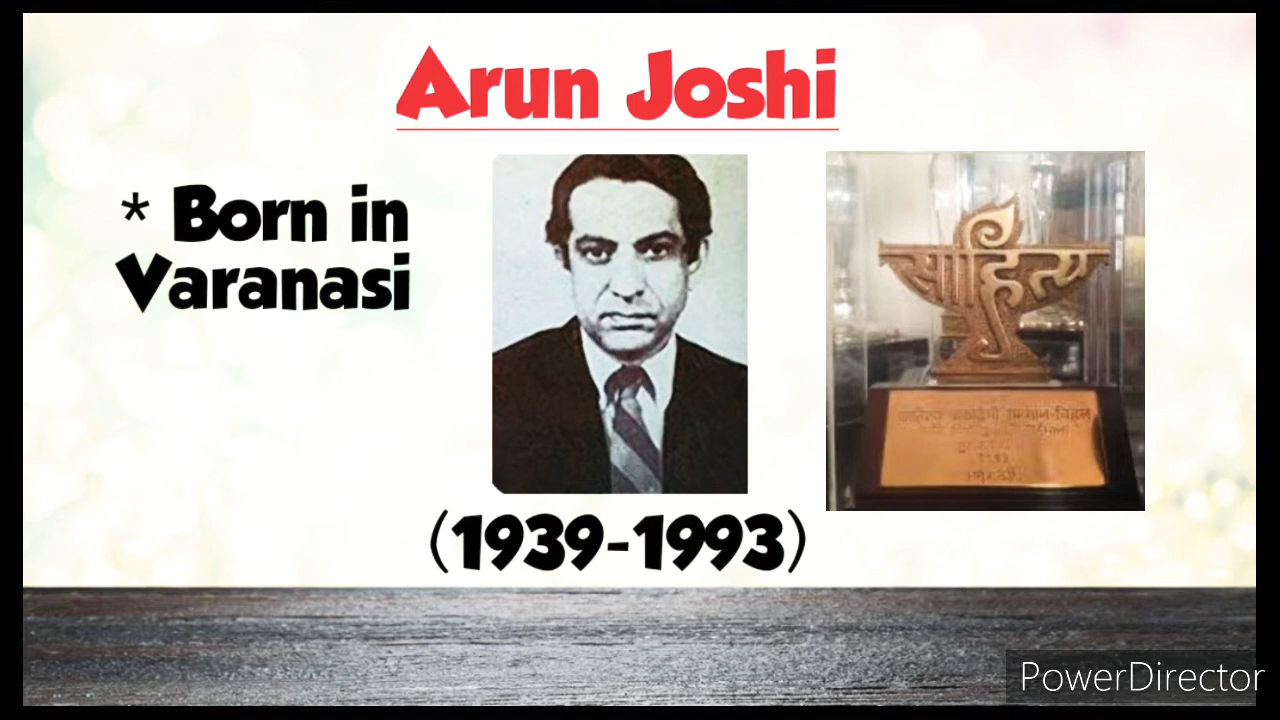 Arun Joshi
* Born in
Varanasi
साहित्य
(1939-1993)
PowerDirector